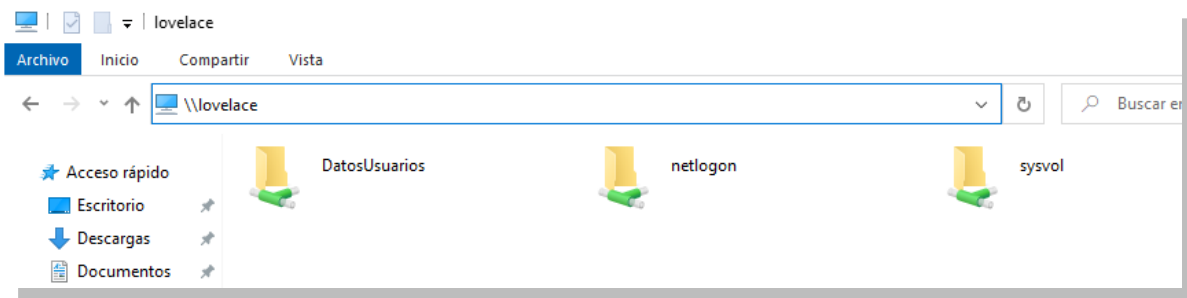 lovelace
Archivo Inicio Compartir Vista
\\lovelace Buscar en
Acceso rápido
Escritorio
Descargas
Documentos
DatosUsuarios netlogon sysvol